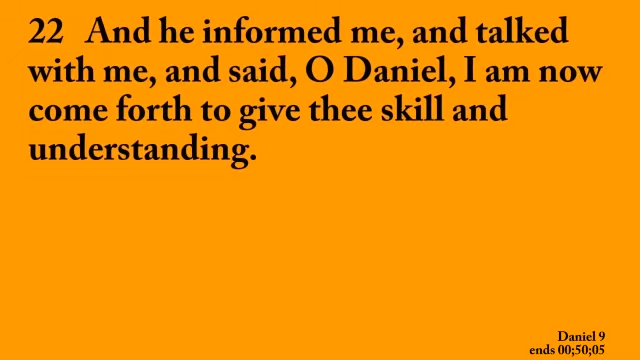 22 And he informed me, and talked
with me, and said, O Daniel, I am now
come forth to give thee skill and
understanding.
Daniel 9
ends 00;50;05